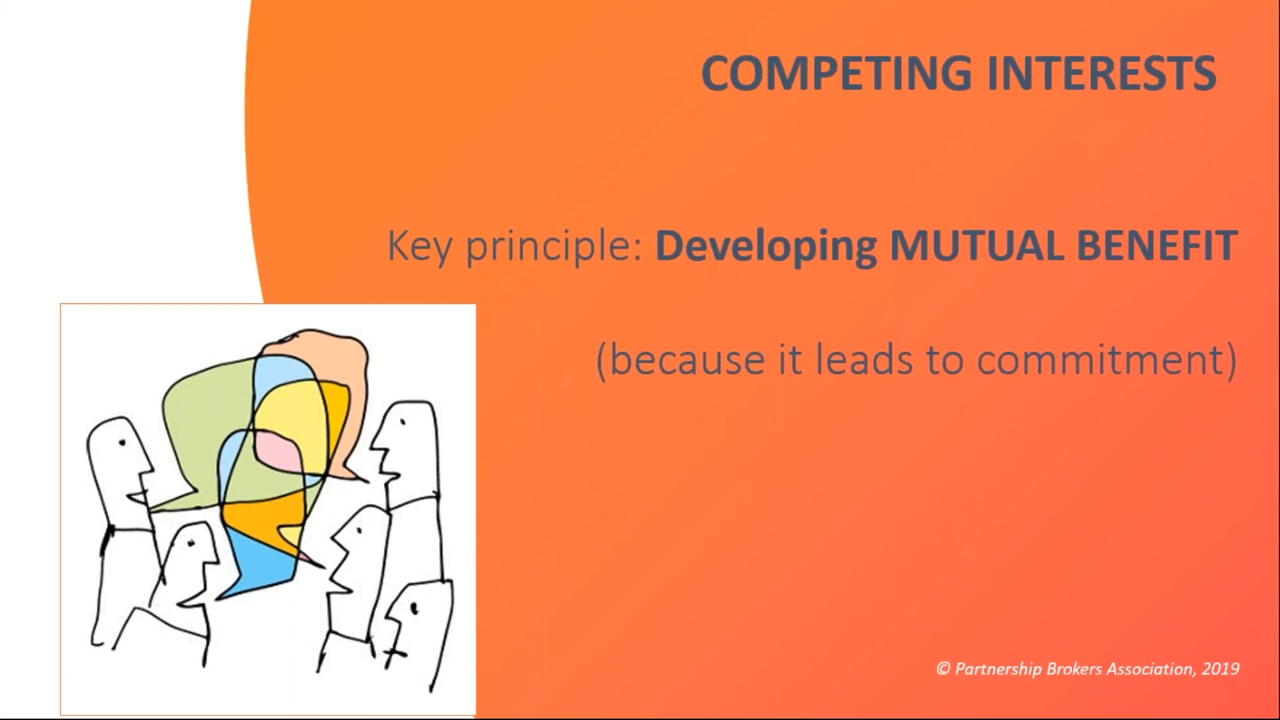 COMPETING INTERESTS
Key principle: Developing MUTUAL BENEFIT
(because it leads to commitment)
© Partnership Brokers Association, 2019